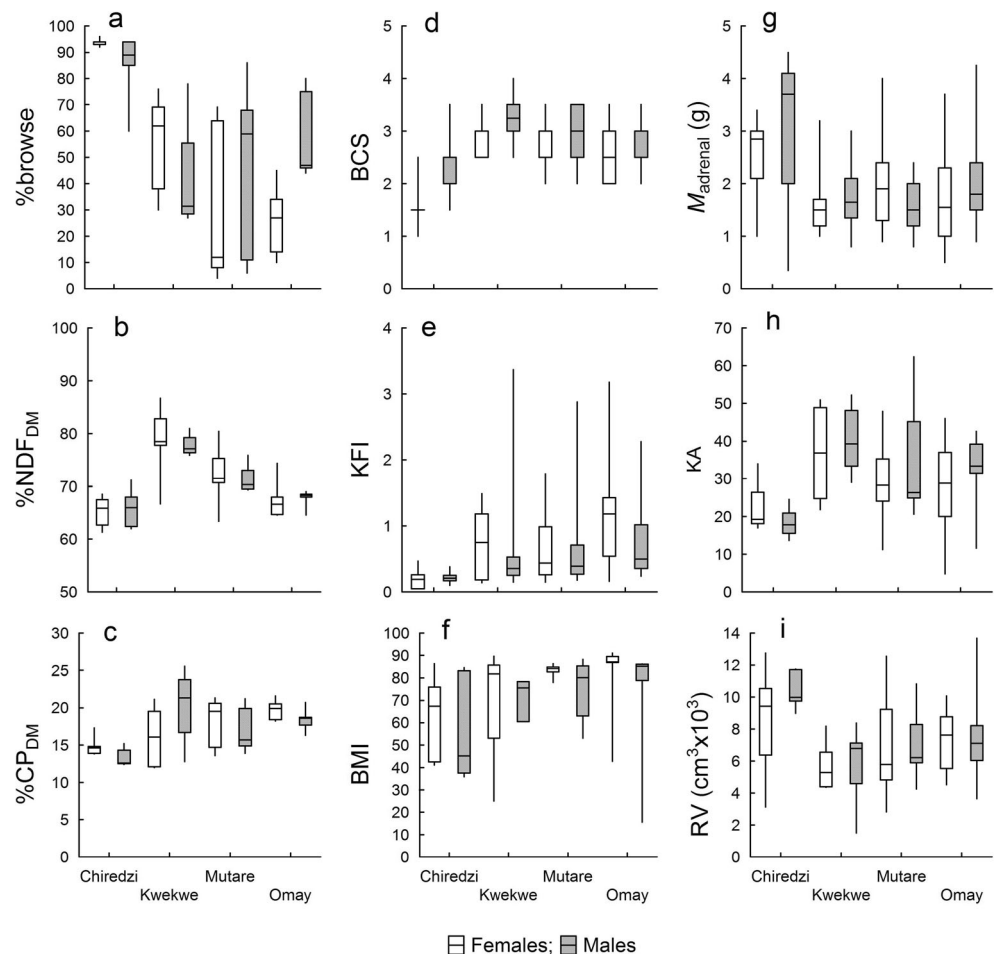 a
%browse
100
90
80
70
60
50
40
30
20
10
0
d
BCS
5
4
3
2
1
0
g
Madrenal (g)
5
4
3
2
1
0
b
%NDFDM
100
90
80
70
60
50
e
KFI
4
3
2
1
0
h
KA
70
60
50
40
30
20
10
0
c
%CPDM
30
25
20
15
10
5
0
f
BMI
100
90
80
70
60
50
40
30
20
10
0
i
RV (cm³x10³)
14
12
10
8
6
4
2
0
Chiredzi Mutare
Kwekwe Omay
Chiredzi Mutare
Kwekwe Omay
Chiredzi Mutare
Kwekwe Omay
Females; Males